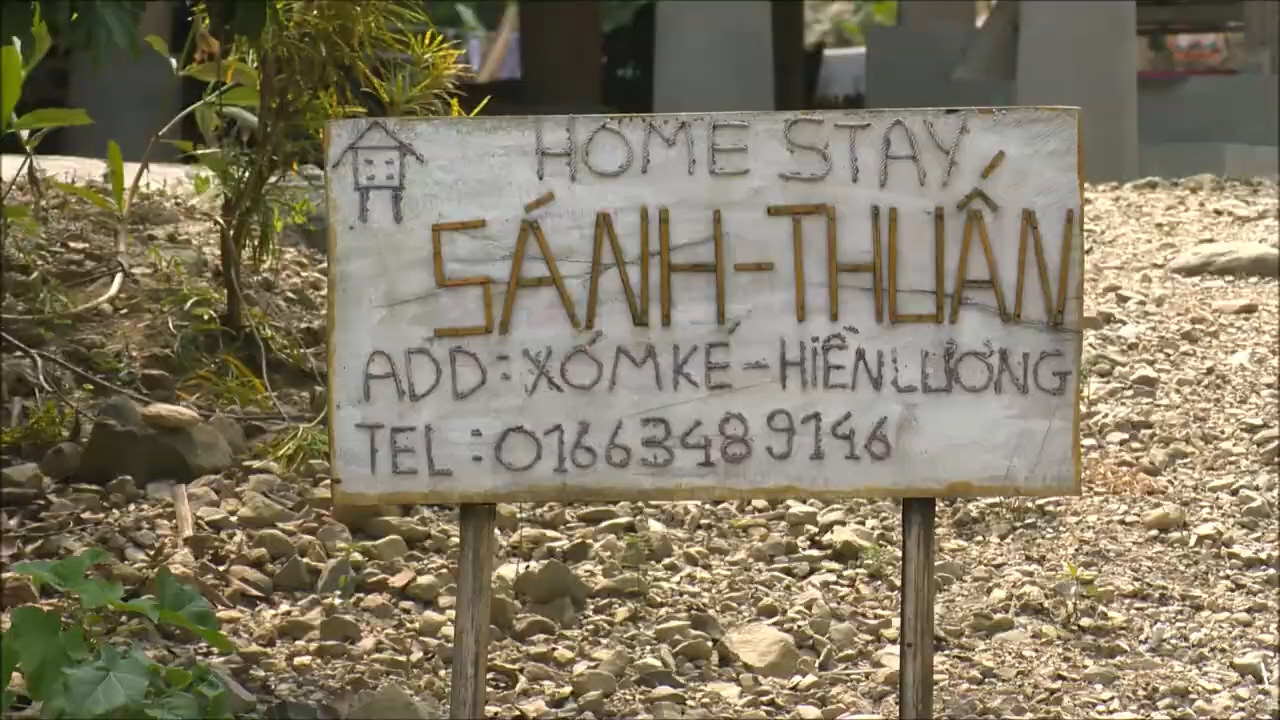 HOME STAY
SÁNH-THUẤN
ADD: XÓM KÉ - HIỀN LƯƠNG
TEL: 01663489146